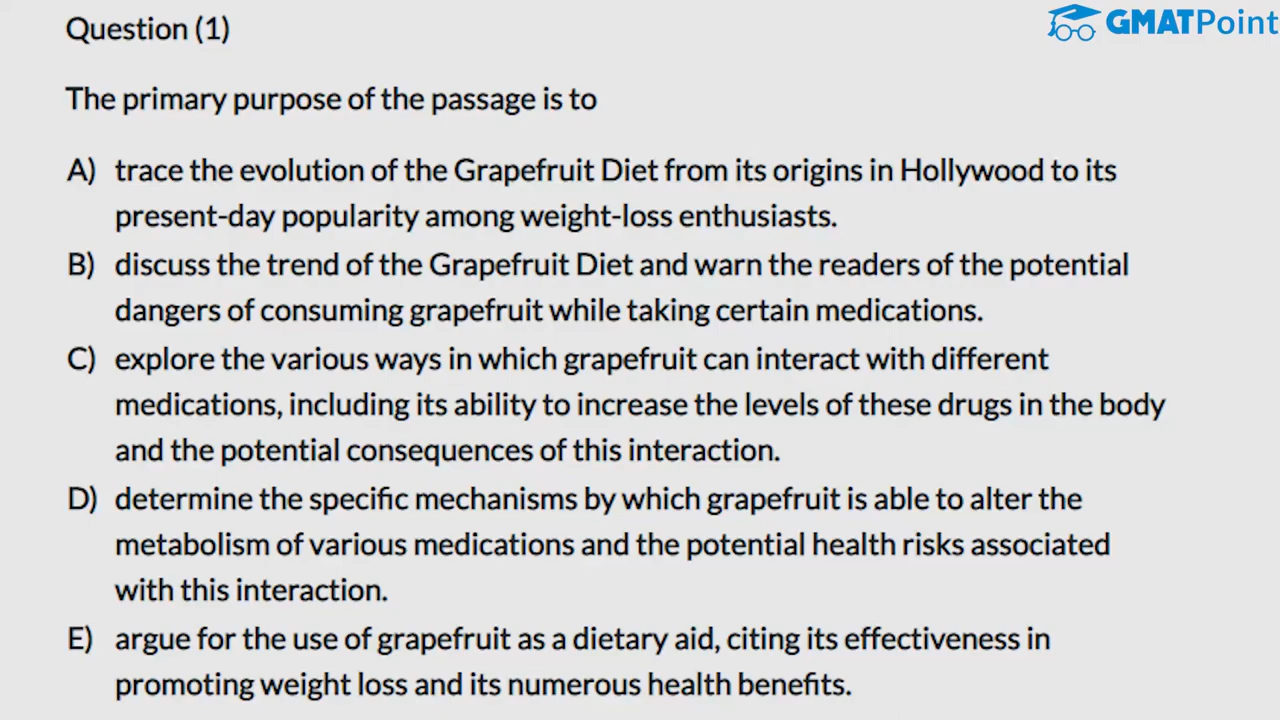 Question (1)
GMATPoint
The primary purpose of the passage is to
A) trace the evolution of the Grapefruit Diet from its origins in Hollywood to its
present-day popularity among weight-loss enthusiasts.
B) discuss the trend of the Grapefruit Diet and warn the readers of the potential
dangers of consuming grapefruit while taking certain medications.
C) explore the various ways in which grapefruit can interact with different
medications, including its ability to increase the levels of these drugs in the body
and the potential consequences of this interaction.
D) determine the specific mechanisms by which grapefruit is able to alter the
metabolism of various medications and the potential health risks associated
with this interaction.
E) argue for the use of grapefruit as a dietary aid, citing its effectiveness in
promoting weight loss and its numerous health benefits.